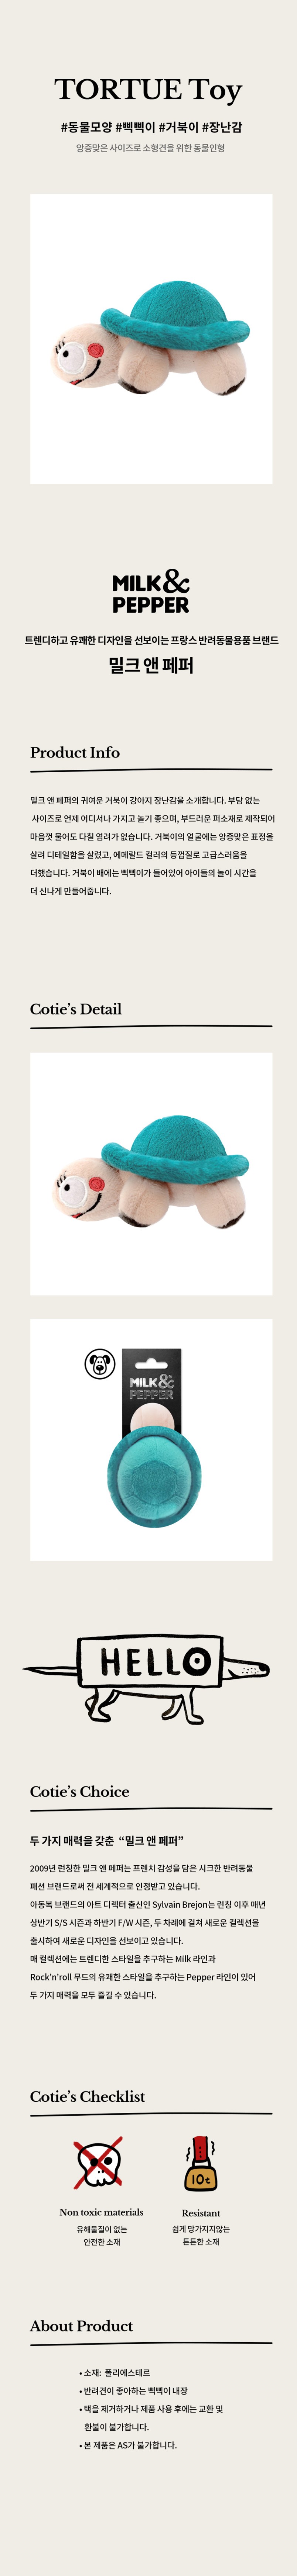 TORTUE Toy
#동물모양 #삑삑이 #거북이 #장난감
앙증맞은 사이즈로 소형견을 위한 동물인형
MILK&
PEPPER
트렌디하고 유쾌한 디자인을 선보이는 프랑스 반려동물용품 브랜드
밀크 앤 페퍼
Product Info
밀크 앤 페퍼의 귀여운 거북이 강아지 장난감을 소개합니다. 부담 없는
사이즈로 언제 어디서나 가지고 놀기 좋으며, 부드러운 퍼소재로 제작되어
마음껏 물어도 다칠 염려가 없습니다. 거북이의 얼굴에는 앙증맞은 표정을
살려 디테일함을 살렸고, 에메랄드 컬러의 등껍질로 고급스러움을
더했습니다. 거북이 배에는 삑삑이가 들어있어 아이들의 놀이 시간을
더 신나게 만들어줍니다.
Cotie's Detail
MILK&
PEPPER
HELLO
Cotie's Choice
두 가지 매력을 갖춘 “밀크 앤 페퍼”
2009년 런칭한 밀크 앤 페퍼는 프렌치 감성을 담은 시크한 반려동물
패션 브랜드로써 전 세계적으로 인정받고 있습니다.
아동복 브랜드의 아트 디렉터 출신인 Sylvain Brejon는 런칭 이후 매년
상반기 S/S 시즌과 하반기 F/W 시즌, 두 차례에 걸쳐 새로운 컬렉션을
출시하여 새로운 디자인을 선보이고 있습니다.
매 컬렉션에는 트렌디한 스타일을 추구하는 Milk 라인과
Rock'n'roll 무드의 유쾌한 스타일을 추구하는 Pepper 라인이 있어
두 가지 매력을 모두 즐길 수 있습니다.
Cotie's Checklist
10t
Non toxic materials
유해물질이 없는
안전한 소재
Resistant
쉽게 망가지지않는
튼튼한 소재
About Product
• 소재: 폴리에스테르
• 반려견이 좋아하는 삑삑이 내장
• 택을 제거하거나 제품 사용 후에는 교환 및
환불이 불가합니다.
• 본 제품은 AS가 불가합니다.